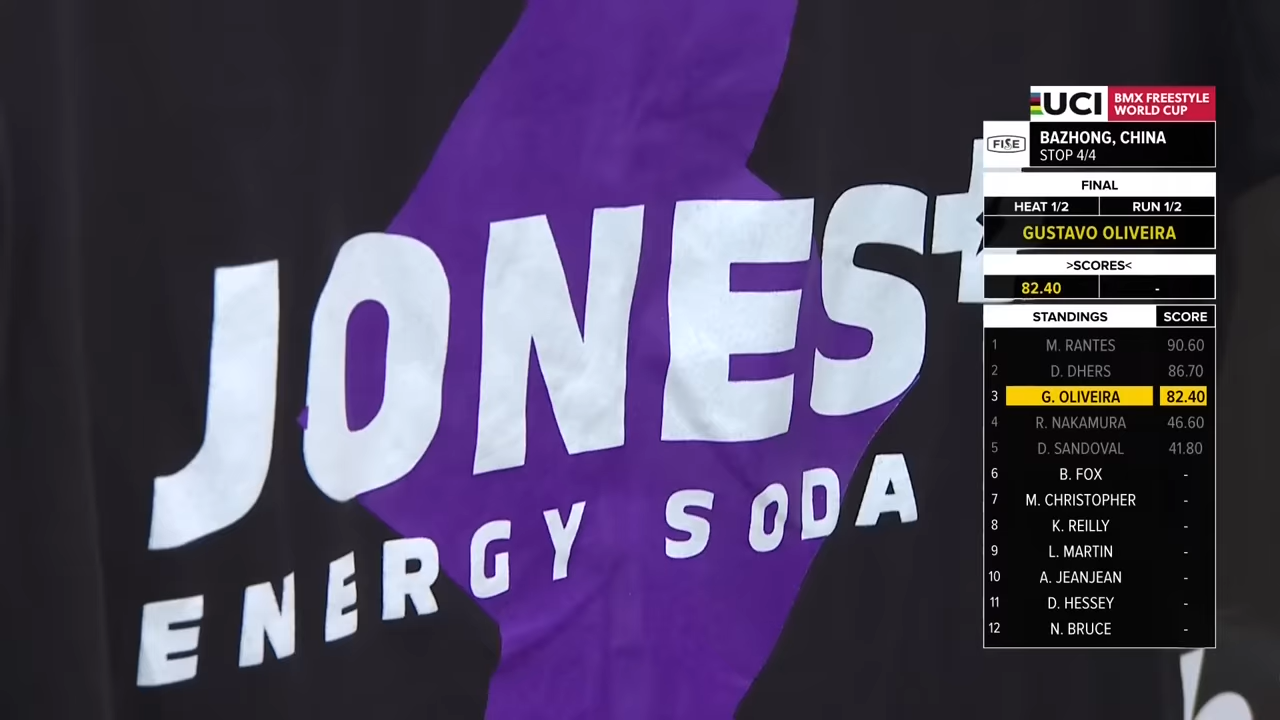 JONES+
ENERGY SODA
UCI BMX FREESTYLE
WORLD CUP
FISE BAZHONG, CHINA
STOP 4/4
FINAL
HEAT 1/2 RUN 1/2
GUSTAVO OLIVEIRA
>SCORES<
82.40 -
STANDINGS SCORE
1 M. RANTES 90.60
2 D. DHERS 86.70
3 G. OLIVEIRA 82.40
4 R. NAKAMURA 46.60
5 D. SANDOVAL 41.80
6 B. FOX -
7 M. CHRISTOPHER -
8 K. REILLY -
9 L. MARTIN -
10 A. JEANJEAN -
11 D. HESSEY -
12 N. BRUCE -